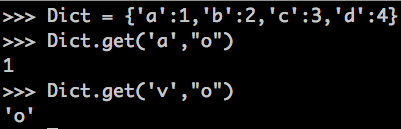 >>> Dict = {'a':1,'b':2,'c':3,'d':4}
>>> Dict.get('a',"o")
1
>>> Dict.get('v',"o")
'o'